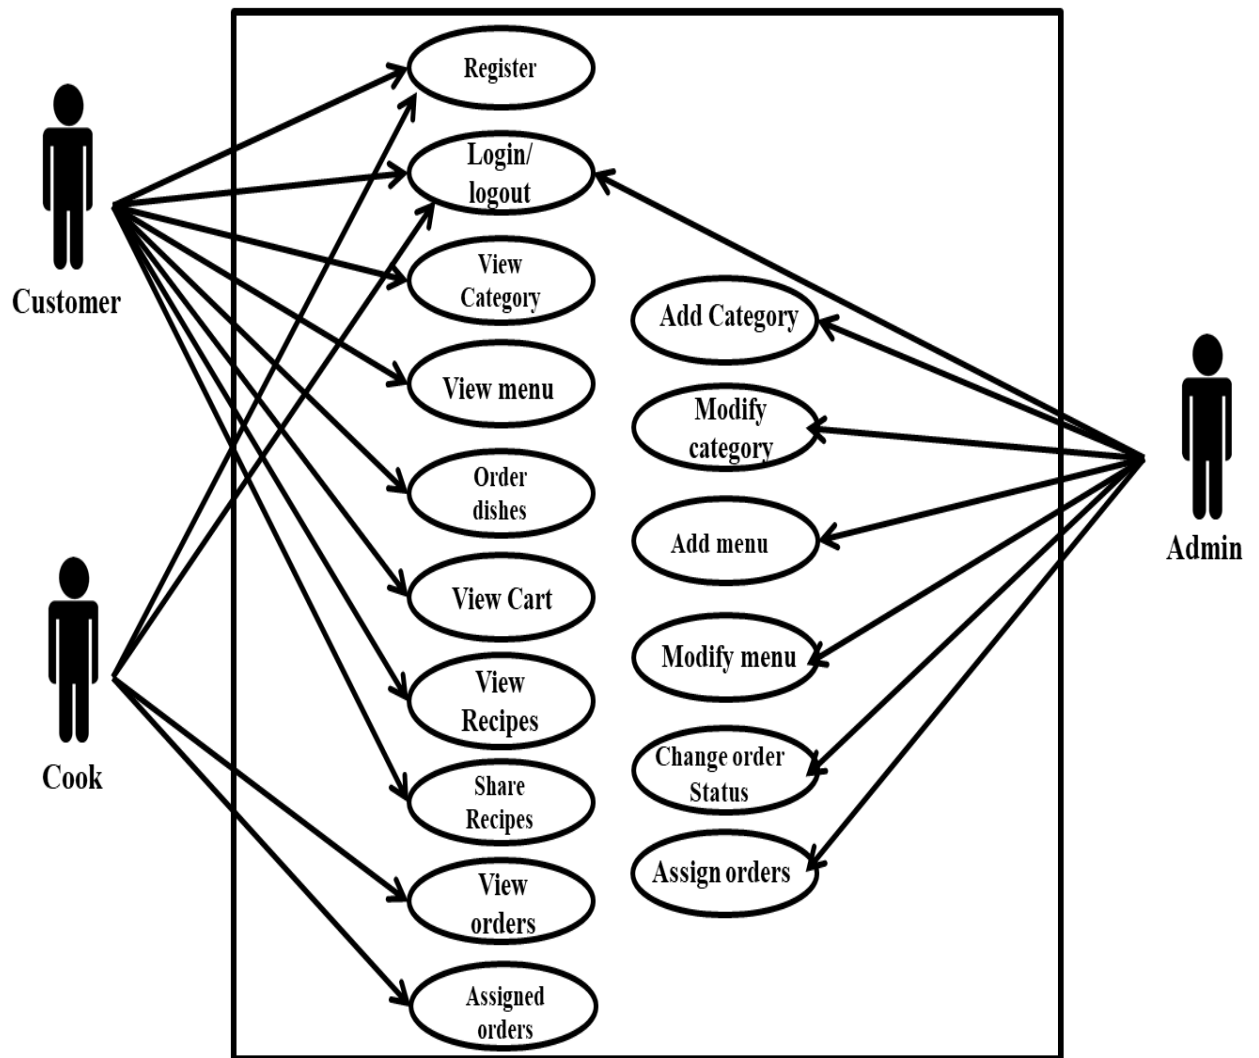 Register
Login/
logout
View
Category
View menu
Order
dishes
View Cart
View
Recipes
Share
Recipes
View
orders
Assigned
orders
Add Category
Modify
category
Add menu
Modify menu
Change order
Status
Assign orders
Customer
Cook
Admin